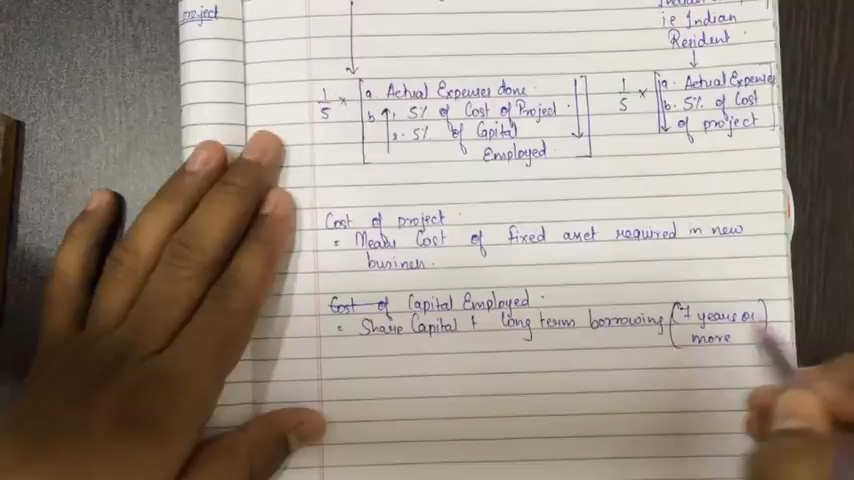 project
ie Indian
Resident
1/5 × [a. Actual Expenses done
b ↑ 1. 5% of Cost of Project
2. 5% of Capital
Employed]
1/5 × [a. Actual Expenses
b. 5% of Cost
of project]
Cost of project
= Means Cost of fixed asset required in new
business.
Cost of Capital Employed
= Share Capital + long term borrowing (7 years or
more)